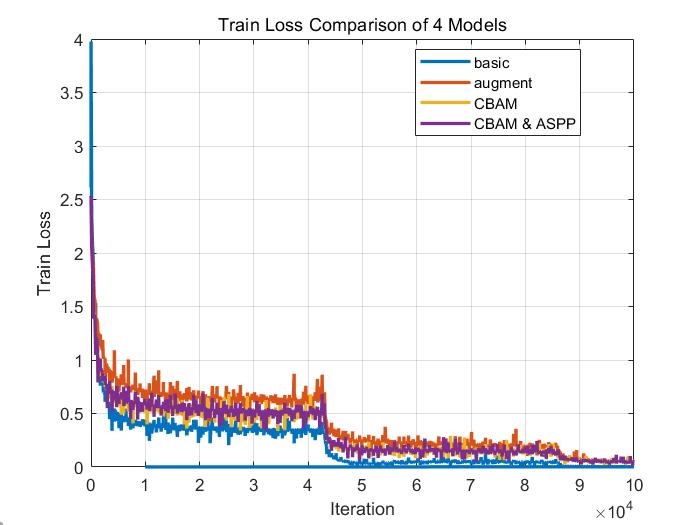 Train Loss Comparison of 4 Models
4
3.5
3
2.5
2
1.5
1
0.5
0
Train Loss
basic
augment
CBAM
CBAM & ASPP
0 1 2 3 4 5 6 7 8 9 10
Iteration
×10⁴